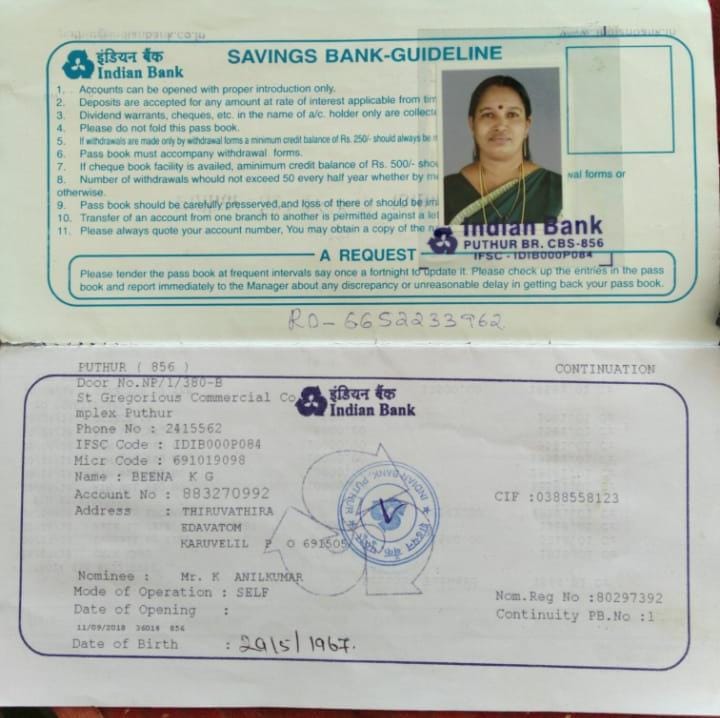 इंडियन बैंक
Indian Bank
SAVINGS BANK-GUIDELINE
1. Accounts can be opened with proper introduction only.
2. Deposits are accepted for any amount at rate of interest applicable from
3. Dividend warrants, cheques, etc. in the name of a/c. holder only are
4. Please do not fold this pass book.
5. If withdrawals are made only by withdrawal forms a minimum credit balance of Rs. 250/- should always be
6. Pass book must accompany withdrawal forms.
7. If cheque book facility is availed, aminimum credit balance of Rs. 500/-
8. Number of withdrawals whould not exceed 50 every half year whether by wal forms or
otherwise.
9. Pass book should be carefully presserved and loss of there of should be
10. Transfer of an account from one branch to another is permitted against a
11. Please always quote your account number, You may obtain a copy of the
Indian Bank
PUTHUR BR. CBS-856
IFSC - IDIB000P084
A REQUEST
Please tender the pass book at frequent intervals say once a fortnight to update it. Please check up the entries in the pass
book and report immediately to the Manager about any discrepancy or unreasonable delay in getting back your pass book.
RD-6652233962
PUTHUR ( 856 ) CONTINUATION
Door No.NP/1/380-B
St Gregorious Commercial Co
mplex Puthur
इंडियन बैंक
Indian Bank
Phone No : 2415562
IFSC Code : IDIB000P084
Micr Code : 691019098
Name : BEENA K G
Account No : 883270992 CIF :0388558123
Address : THIRUVATHIRA
EDAVATOM
KARUVELIL P O 691505
INDIAN BANK, PUTHUR
Nominee : Mr. K ANILKUMAR
Mode of Operation : SELF Nom.Reg No :80297392
Date of Opening : Continuity PB.No :1
11/09/2018 36014 856
Date of Birth : 29/5/1967.